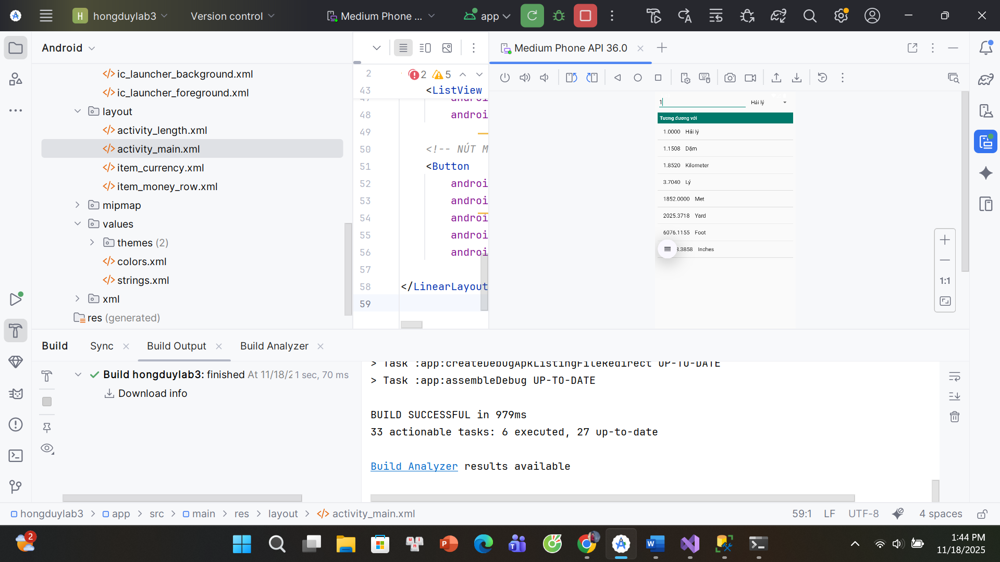 H hongduylab3
Version control
Medium Phone ...
app
Android
ic_launcher_background.xml
ic_launcher_foreground.xml
layout
activity_length.xml
activity_main.xml
item_currency.xml
item_money_row.xml
mipmap
values
themes (2)
colors.xml
strings.xml
xml
res (generated)
2
2 5
43 <ListView
47 androi
48 androi
49
50 <!-- NÚT M
51 <Button
52 androi
53 androi
54 androi
55 androi
56 androi
57
58 </LinearLayout
59
Medium Phone API 36.0
1
Hải lý
Tương đương với
1.0000 Hải lý
1.1508 Dặm
1.8520 Kilometer
3.7040 Lý
1852.0000 Met
2025.3718 Yard
6076.1155 Foot
3.3858 Inches
1:1
Build
Sync
Build Output
Build Analyzer
Build hongduylab3: finished At 11/18/2 1 sec, 70 ms
Download info
> Task :app:createDebugApkListingFileRedirect UP-TO-DATE
> Task :app:assembleDebug UP-TO-DATE
BUILD SUCCESSFUL in 979ms
33 actionable tasks: 6 executed, 27 up-to-date
Build Analyzer results available
hongduylab3 > app > src > main > res > layout > activity_main.xml
59:1 LF UTF-8 4 spaces
2
1:44 PM
11/18/2025